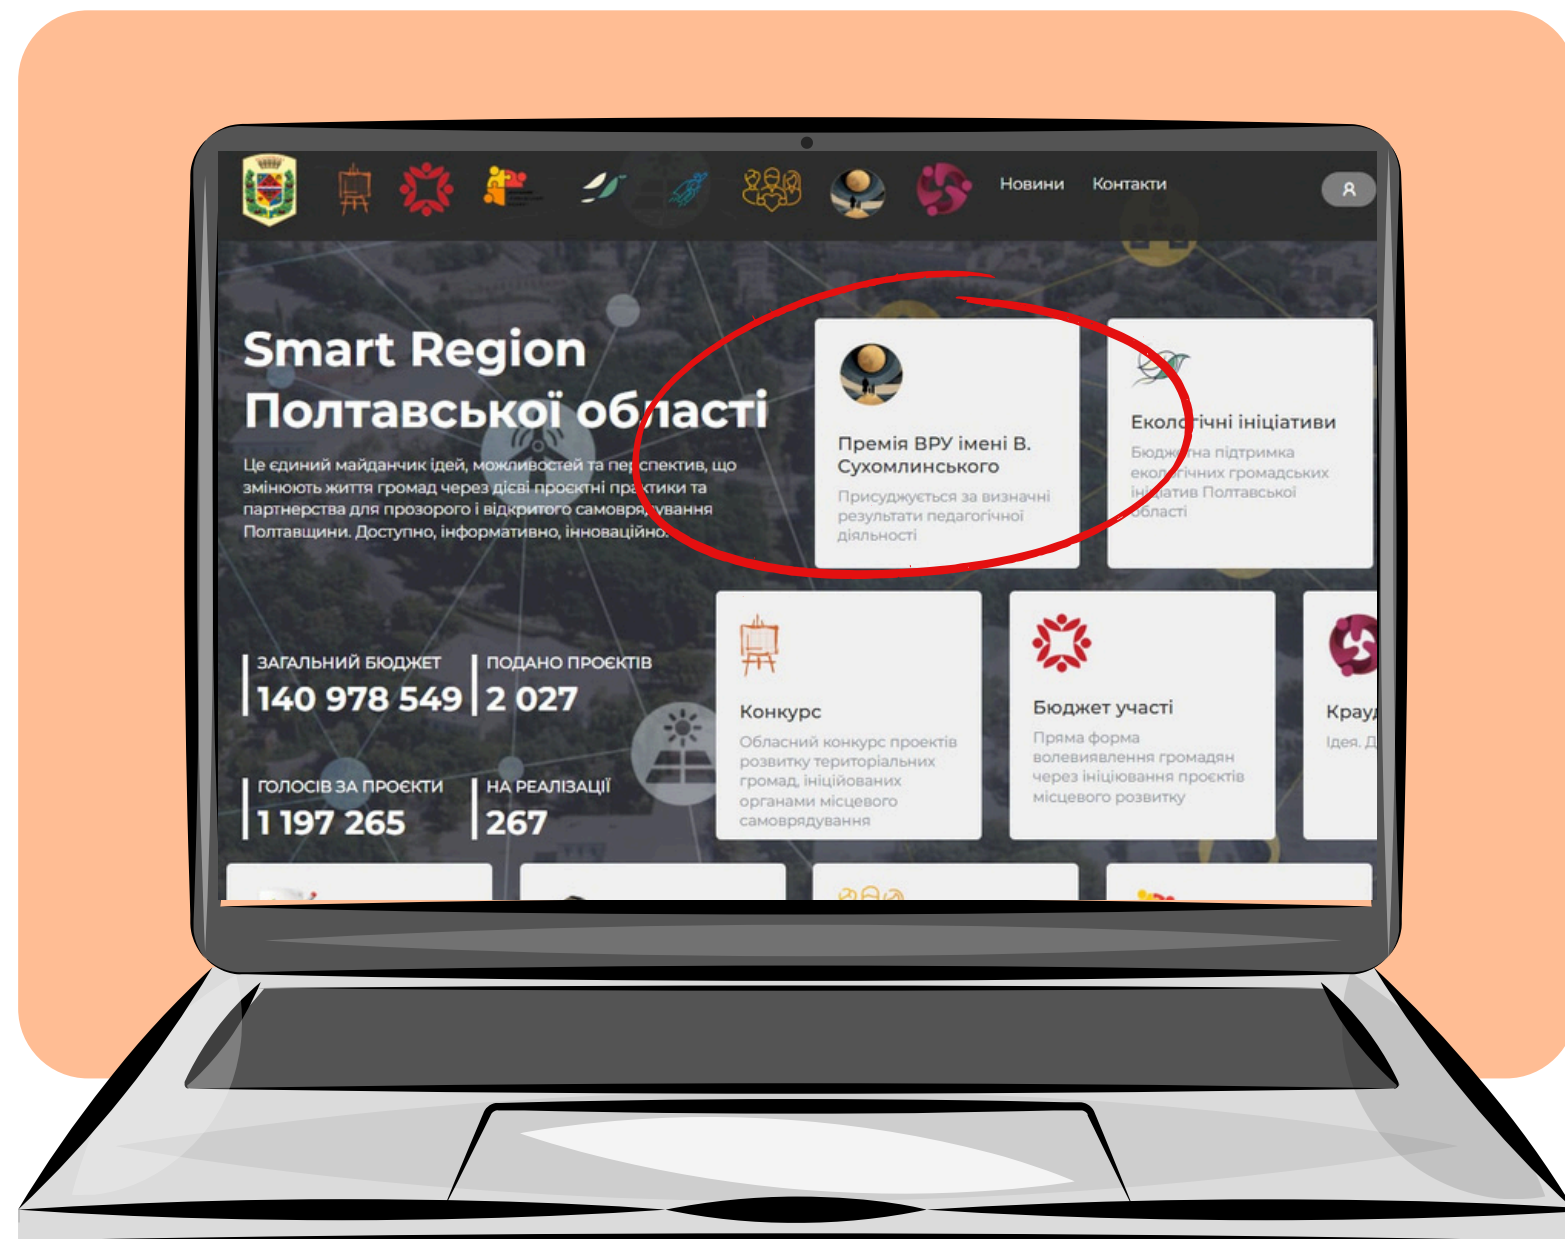 Новини Контакти
Smart Region
Полтавської області
Це єдиний майданчик ідей, можливостей та перспектив, що
змінюють життя громад через дієві проєктні практики та
партнерства для прозорого і відкритого самоврядування
Полтавщини. Доступно, інформативно, інноваційно.
Премія ВРУ імені В.
Сухомлинського
Присуджується за визначні
результати педагогічної
діяльності
Екологічні ініціативи
Бюджетна підтримка
екологічних громадських
ініціатив Полтавської
області
ЗАГАЛЬНИЙ БЮДЖЕТ
140 978 549
ПОДАНО ПРОЄКТІВ
2 027
ГОЛОСІВ ЗА ПРОЄКТИ
1 197 265
НА РЕАЛІЗАЦІЇ
267
Конкурс
Обласний конкурс проектів
розвитку територіальних
громад, ініційованих
органами місцевого
самоврядування
Бюджет участі
Пряма форма
волевиявлення громадян
через ініціювання проєктів
місцевого розвитку
Крауд
Ідея. Д